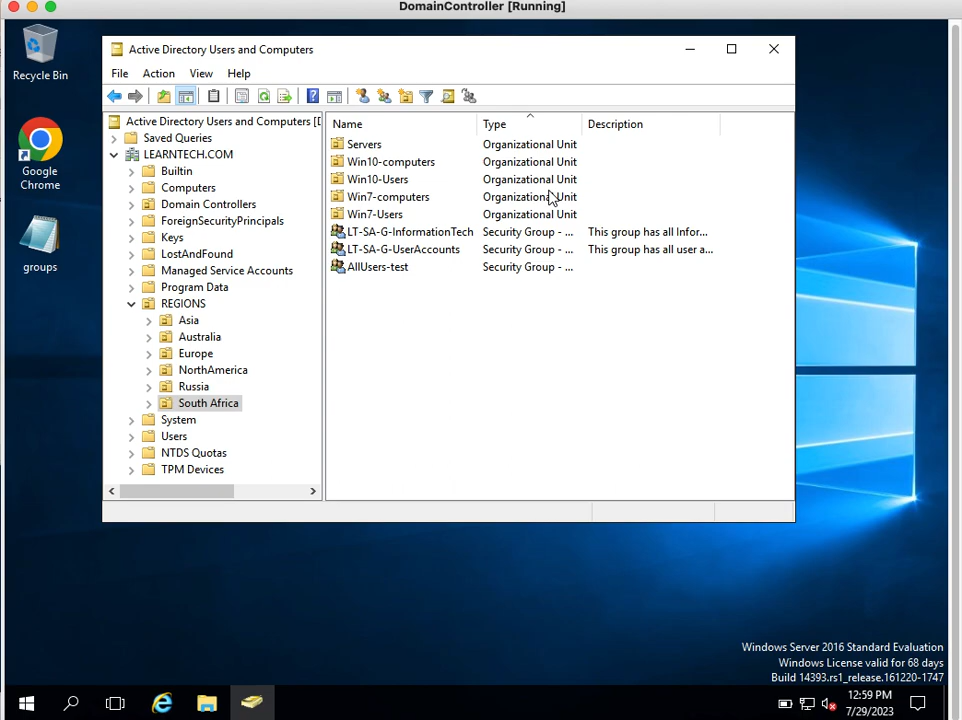 DomainController [Running]
Recycle Bin
Google
Chrome
groups
Active Directory Users and Computers
File Action View Help
Active Directory Users and Computers [D
Saved Queries
LEARNTECH.COM
Builtin
Computers
Domain Controllers
ForeignSecurityPrincipals
Keys
LostAndFound
Managed Service Accounts
Program Data
REGIONS
Asia
Australia
Europe
NorthAmerica
Russia
South Africa
System
Users
NTDS Quotas
TPM Devices
Name Type Description
Servers Organizational Unit
Win10-computers Organizational Unit
Win10-Users Organizational Unit
Win7-computers Organizational Unit
Win7-Users Organizational Unit
LT-SA-G-InformationTech Security Group - ... This group has all Infor...
LT-SA-G-UserAccounts Security Group - ... This group has all user a...
AllUsers-test Security Group - ...
Windows Server 2016 Standard Evaluation
Windows License valid for 68 days
Build 14393.rs1_release.161220-1747
12:59 PM
7/29/2023